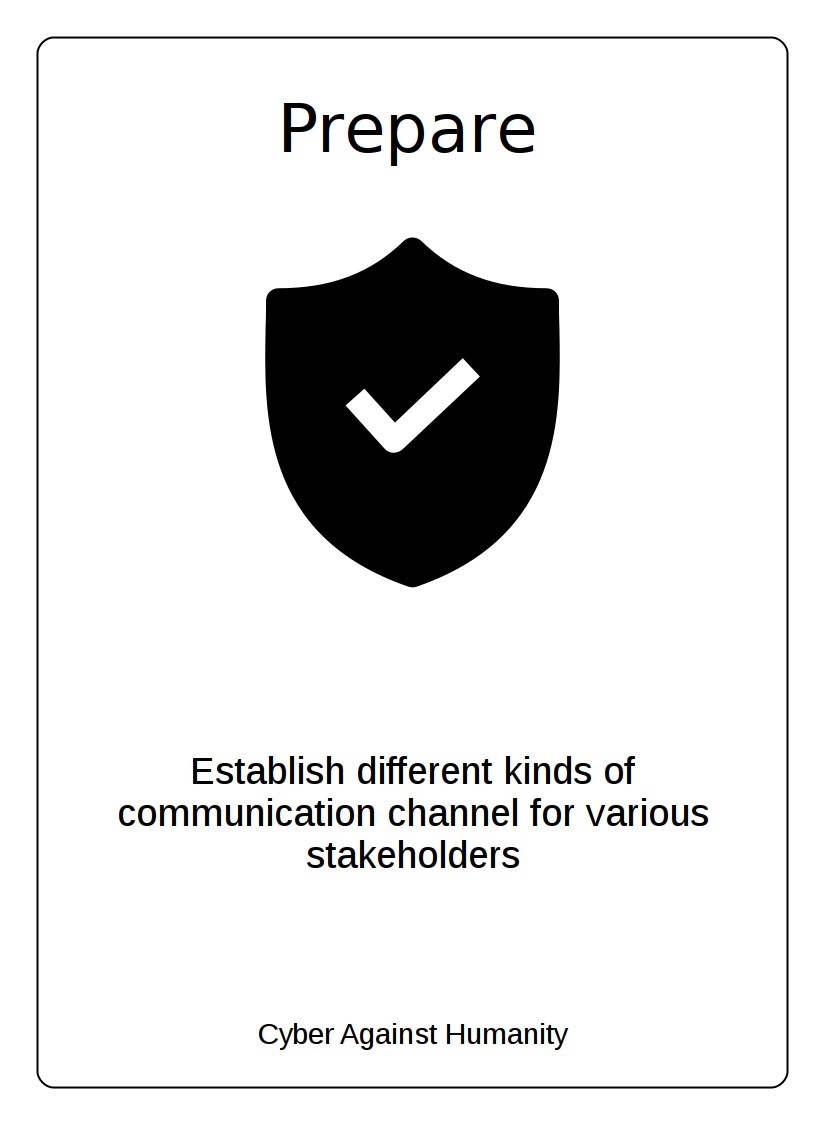 Prepare
Establish different kinds of
communication channel for various
stakeholders
Cyber Against Humanity